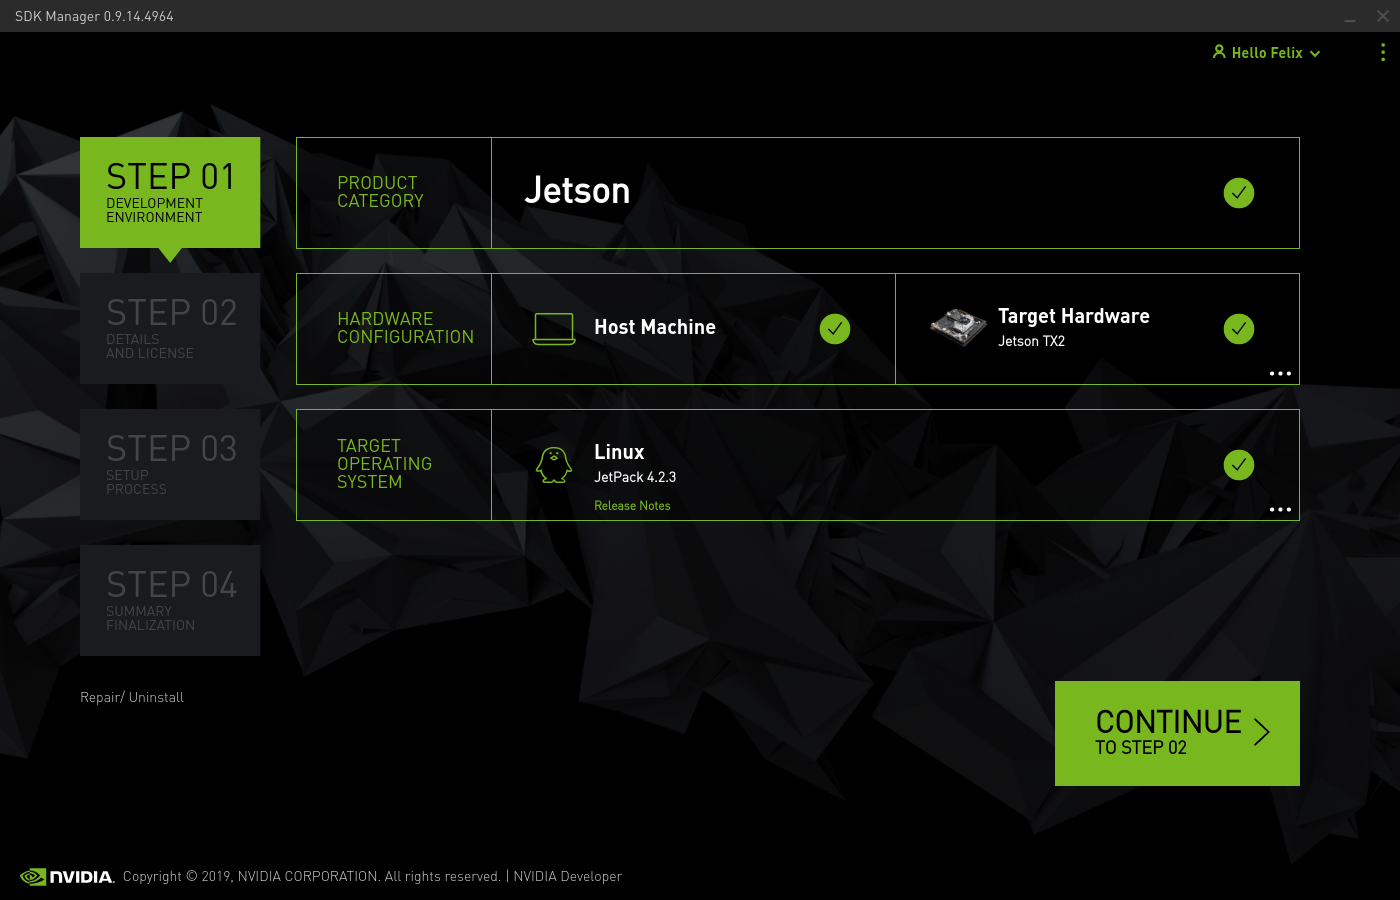 SDK Manager 0.9.14.4964
Hello Felix
STEP 01
DEVELOPMENT
ENVIRONMENT
PRODUCT
CATEGORY
Jetson
STEP 02
DETAILS
AND LICENSE
HARDWARE
CONFIGURATION
Host Machine
Target Hardware
Jetson TX2
STEP 03
SETUP
PROCESS
TARGET
OPERATING
SYSTEM
Linux
JetPack 4.2.3
Release Notes
STEP 04
SUMMARY
FINALIZATION
Repair/ Uninstall
CONTINUE
TO STEP 02
NVIDIA. Copyright © 2019, NVIDIA CORPORATION. All rights reserved. | NVIDIA Developer